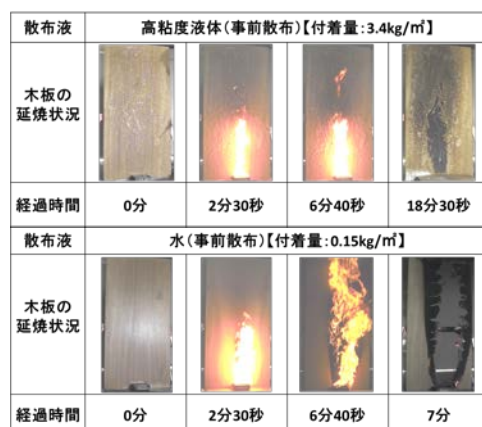 散布液 高粘度液体(事前散布)【付着量:3.4kg/㎡】
木板の
延焼状況
経過時間 0分 2分30秒 6分40秒 18分30秒
散布液 水(事前散布)【付着量:0.15kg/㎡】
木板の
延焼状況
経過時間 0分 2分30秒 6分40秒 7分